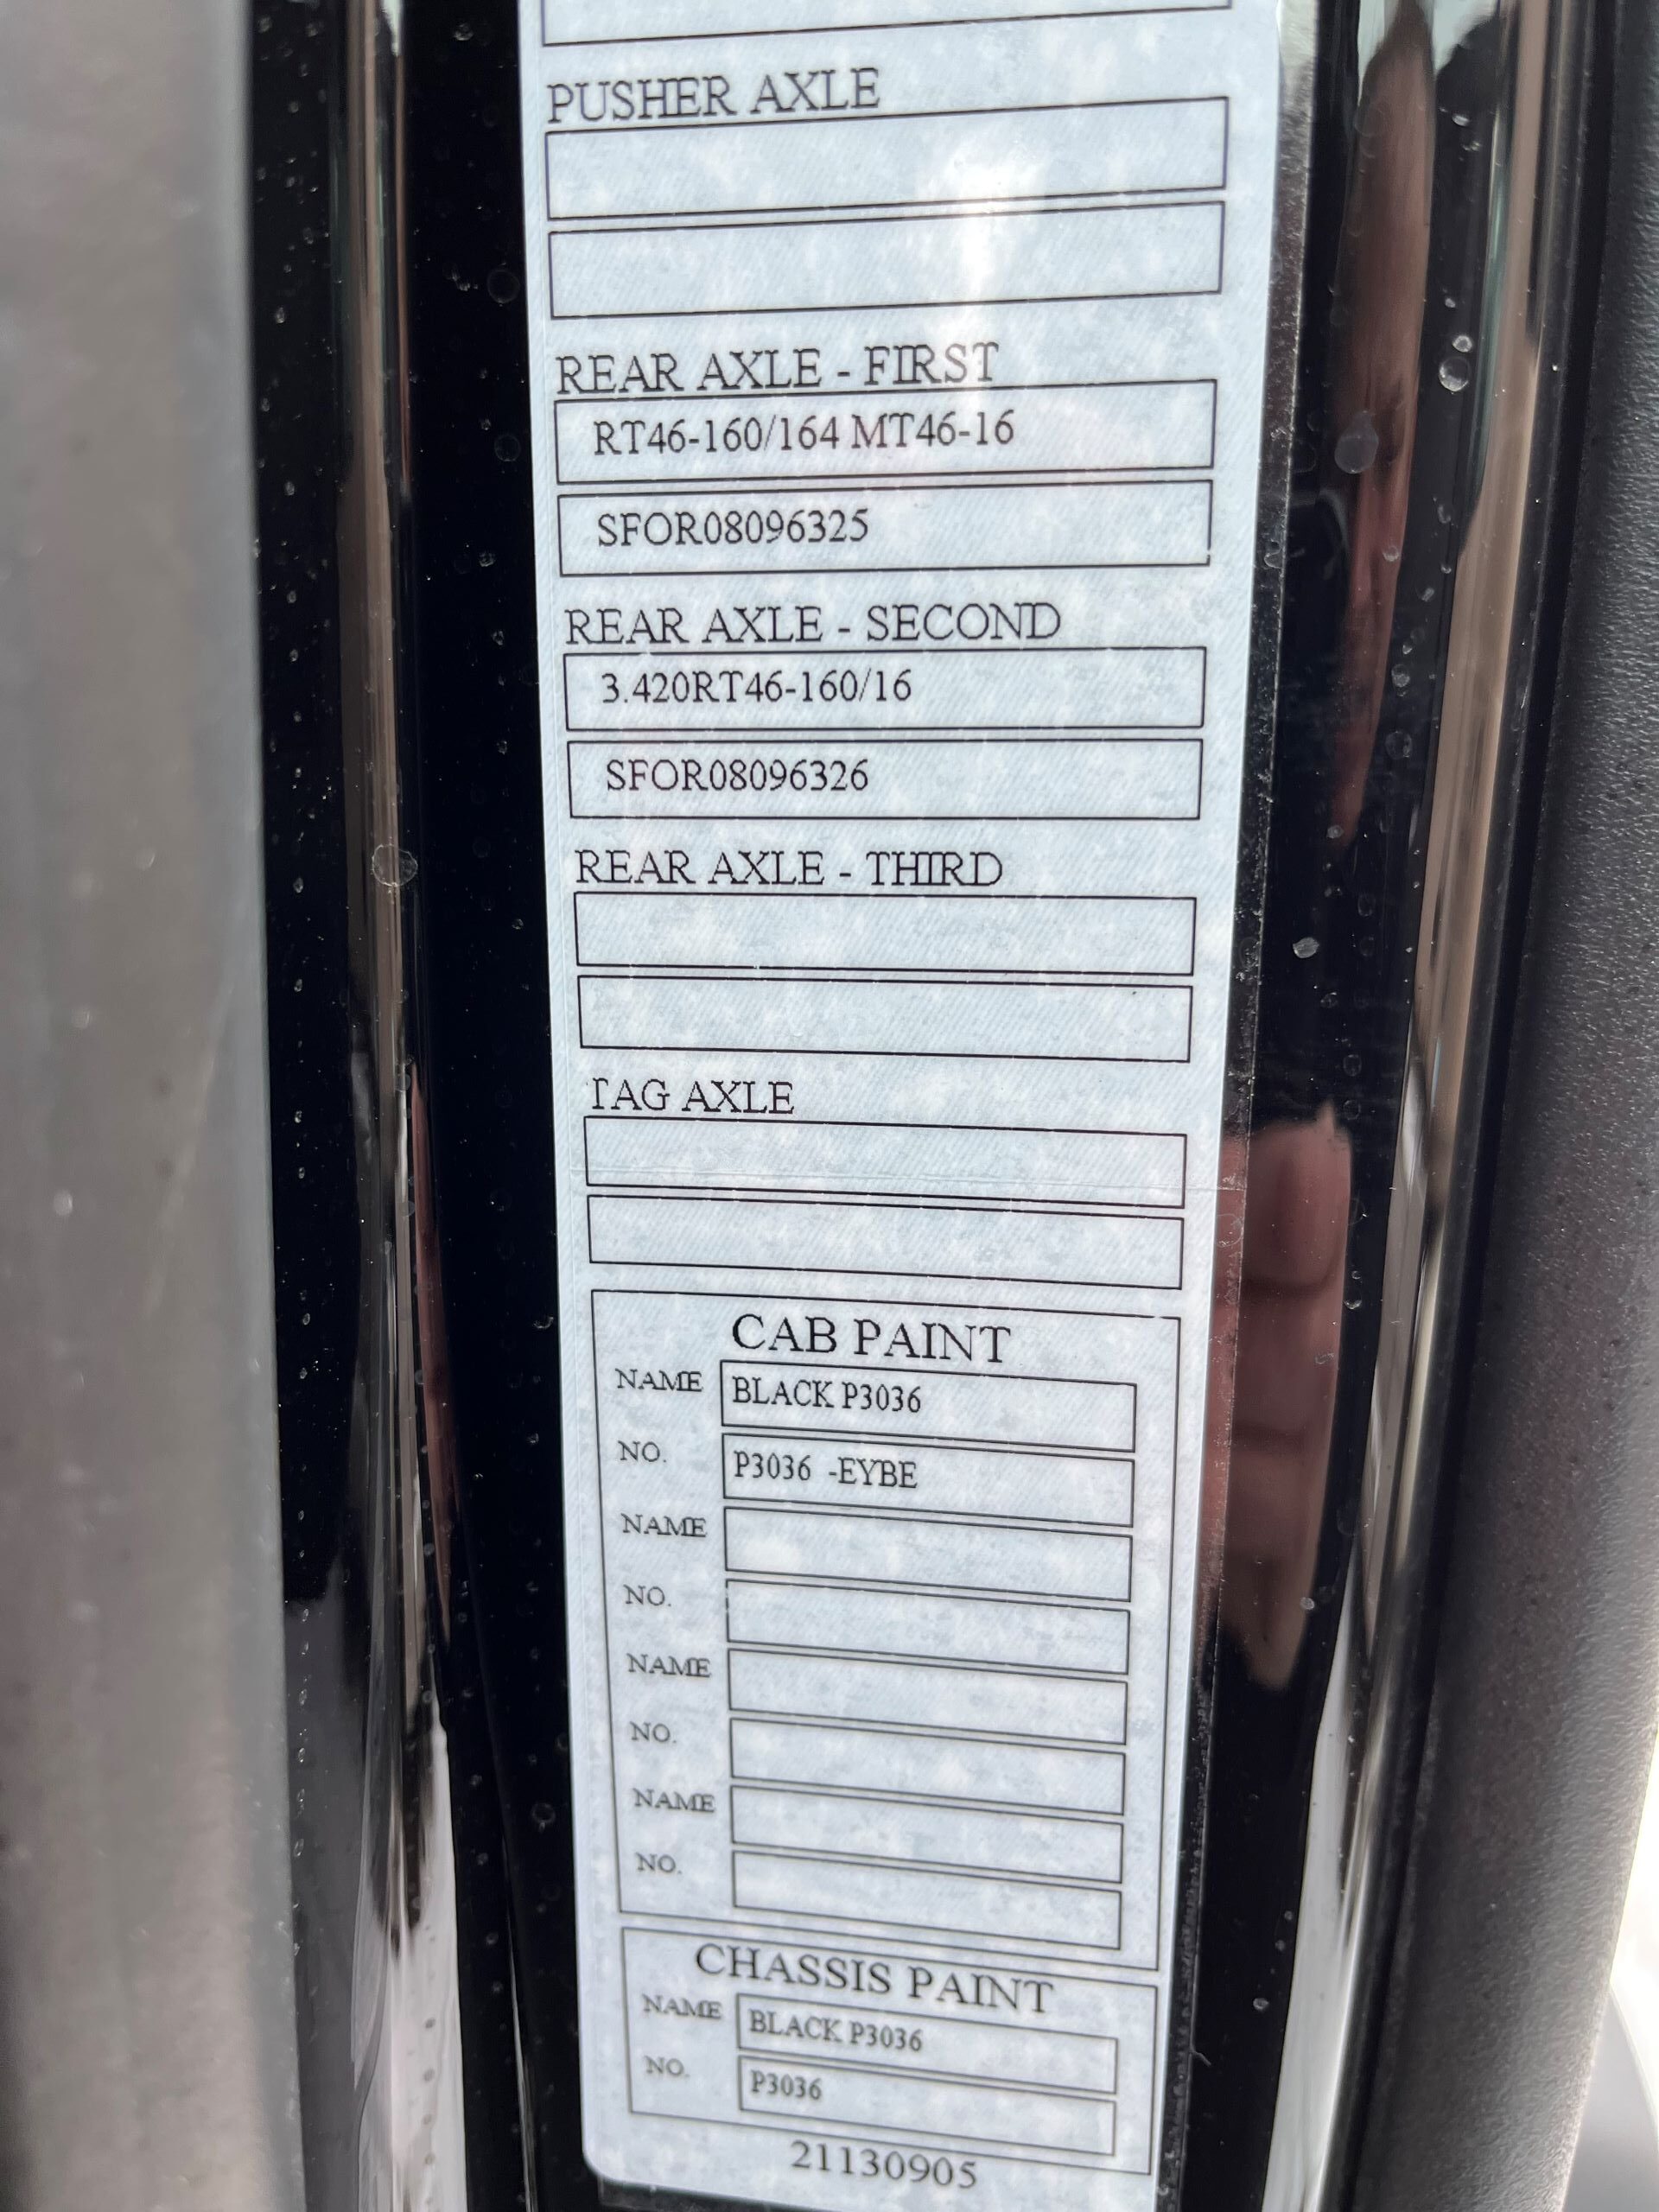 PUSHER AXLE
REAR AXLE - FIRST
RT46-160/164 MT46-16
SFOR08096325
REAR AXLE - SECOND
3.420RT46-160/16
SFOR08096326
REAR AXLE - THIRD
TAG AXLE
CAB PAINT
NAME BLACK P3036
NO. P3036 -EYBE
NAME
NO.
NAME
NO.
NAME
NO.
CHASSIS PAINT
NAME BLACK P3036
NO. P3036
21130905